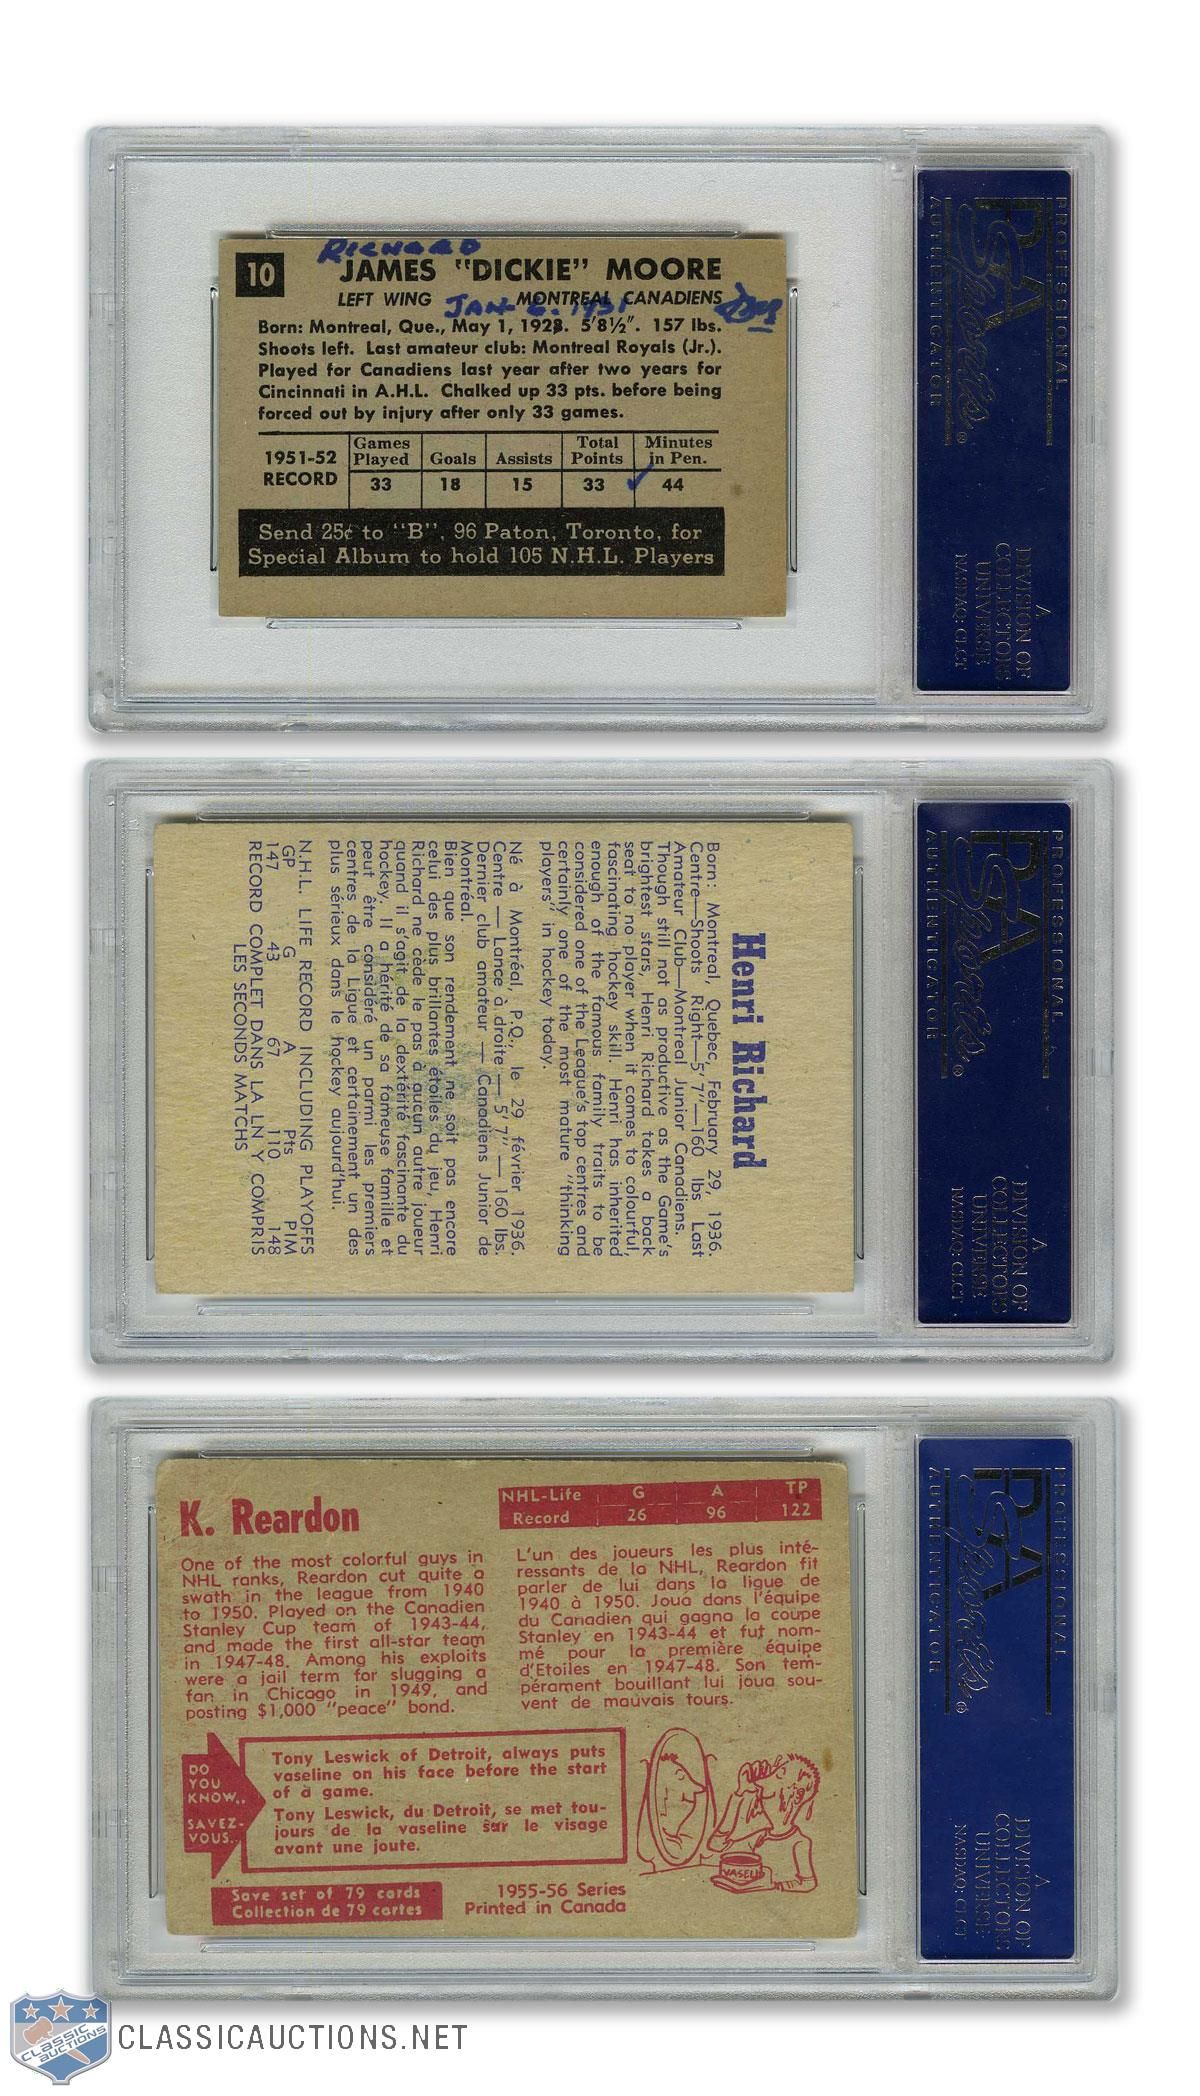 RICHARD
10
JAMES "DICKIE" MOORE
LEFT WING MONTREAL CANADIENS
JAN 6. 1931
Born: Montreal, Que., May 1, 1928. 5'8½". 157 lbs.
Shoots left. Last amateur club: Montreal Royals (Jr.).
Played for Canadiens last year after two years for
Cincinnati in A.H.L. Chalked up 33 pts. before being
forced out by injury after only 33 games.
1951-52 RECORD
Games Played Goals Assists Total Points Minutes in Pen.
33 18 15 33 44
Send 25¢ to "B", 96 Paton, Toronto, for
Special Album to hold 105 N.H.L. Players
PROFESSIONAL
PSA
Sports®
AUTHENTICATOR
A
DIVISION OF
COLLECTORS
UNIVERSE
NASDAQ: CLCT
Henri Richard
Born: Montreal, Quebec, February 29, 1936.
Centre—Shoots Right—5' 7"—160 lbs Last
Amateur Club—Montreal Junior Canadiens.
Though still not as productive as the Game's
brightest stars, Henri Richard takes a back
seat to no player when it comes to colourful,
fascinating hockey skill. Henri has inherited
enough of the famous family traits to be
considered one of the League's top centres and
certainly one of the most mature "thinking
players" in hockey today.
Né à Montréal, P.Q., le 29 février 1936.
Centre — Lance à droite — 5' 7" — 160 lbs.
Dernier club amateur — Canadiens Junior de
Montréal.
Bien que son rendement ne soit pas encore
celui des plus brillantes étoiles du jeu, Henri
Richard ne cède le pas à aucun autre joueur
quand il s'agit de la dextérité fascinante du
hockey. Il a hérité de sa fameuse famille et
peut être considéré un parmi les premiers
centres de la Ligue et certainement un des
plus sérieux dans le hockey aujourd'hui.
N.H.L. LIFE RECORD INCLUDING PLAYOFFS
GP G A Pts PIM
147 43 67 110 148
RECORD COMPLET DANS LA LN Y COMPRIS
LES SECONDS MATCHS
PROFESSIONAL
PSA
Sports®
AUTHENTICATOR
A
DIVISION OF
COLLECTORS
UNIVERSE
NASDAQ: CLCT
K. Reardon
NHL-Life G A TP
Record 26 96 122
One of the most colorful guys in
NHL ranks, Reardon cut quite a
swath in the league from 1940
to 1950. Played on the Canadien
Stanley Cup team of 1943-44,
and made the first all-star team
in 1947-48. Among his exploits
were a jail term for slugging a
fan in Chicago in 1949, and
posting $1,000 "peace" bond.
L'un des joueurs les plus inté-
ressants de la NHL, Reardon fit
parler de lui dans la ligue de
1940 à 1950. Joua dans l'équipe
du Canadien qui gagna la coupe
Stanley en 1943-44 et fut nom-
mé pour la première équipe
d'Etoiles en 1947-48. Son tem-
pérament bouillant lui joua sou-
vent de mauvais tours.
DO
YOU
KNOW..
SAVEZ-
VOUS..
Tony Leswick of Detroit, always puts
vaseline on his face before the start
of a game.
Tony Leswick, du Detroit, se met tou-
jours de la vaseline sur le visage
avant une joute.
VASELI
Save set of 79 cards
Collection de 79 cartes
1955-56 Series
Printed in Canada
PROFESSIONAL
PSA
Sports®
AUTHENTICATOR
A
DIVISION OF
COLLECTORS
UNIVERSE
NASDAQ: CLCT
CLASSIC
AUCTIONS
CLASSICAUCTIONS.NET